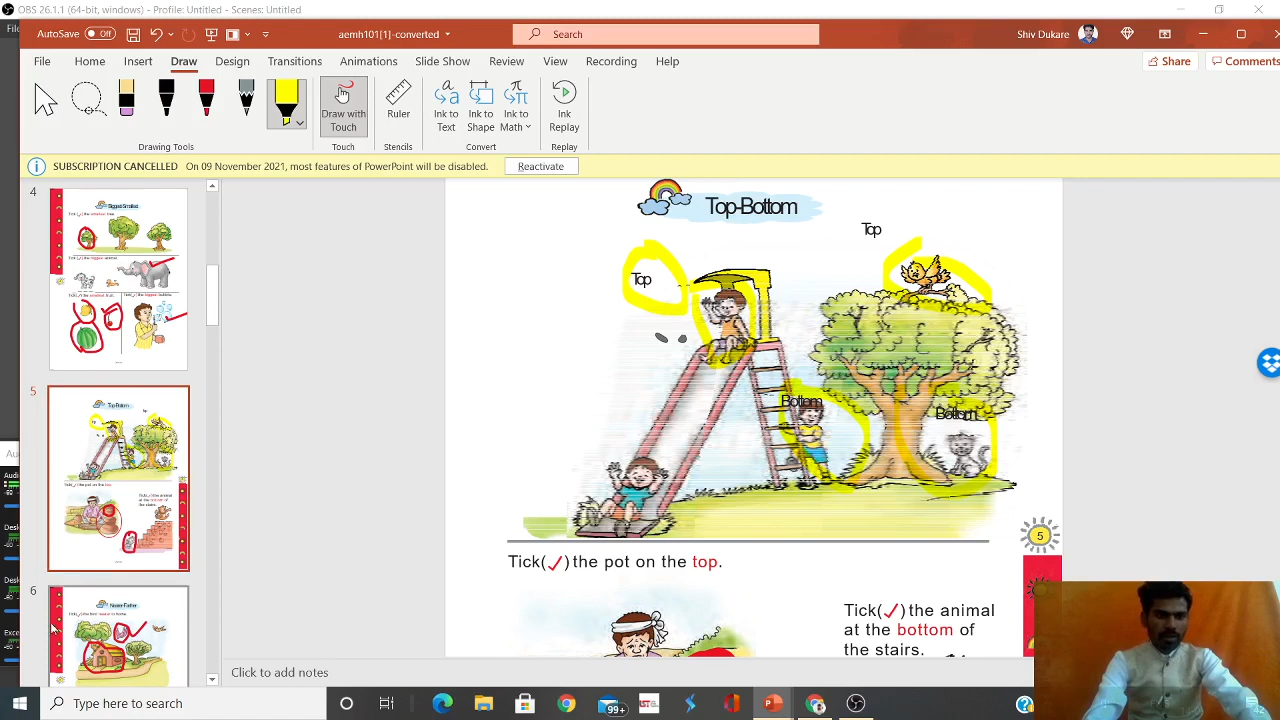 OBS 26.1.1 (64-bit, windows) - Profile: Untitled - Scenes: Untitled
AutoSave Off aemh101[1]-converted Search Shiv Dukare
File Home Insert Draw Design Transitions Animations Slide Show Review View Recording Help Share Comments
Draw with Touch
Ruler
Ink to Text
Ink to Shape
Ink to Math
Ink Replay
Drawing Tools Touch Stencils Convert Replay
SUBSCRIPTION CANCELLED On 09 November 2021, most features of PowerPoint will be disabled. Reactivate
4
5
Top-Bottom
6
Top-Bottom
Top
Top
Bottom
Bottom
5
Tick(✓) the pot on the top.
Tick(✓) the animal
at the bottom of
the stairs.
Click to add notes
Type here to search
99+